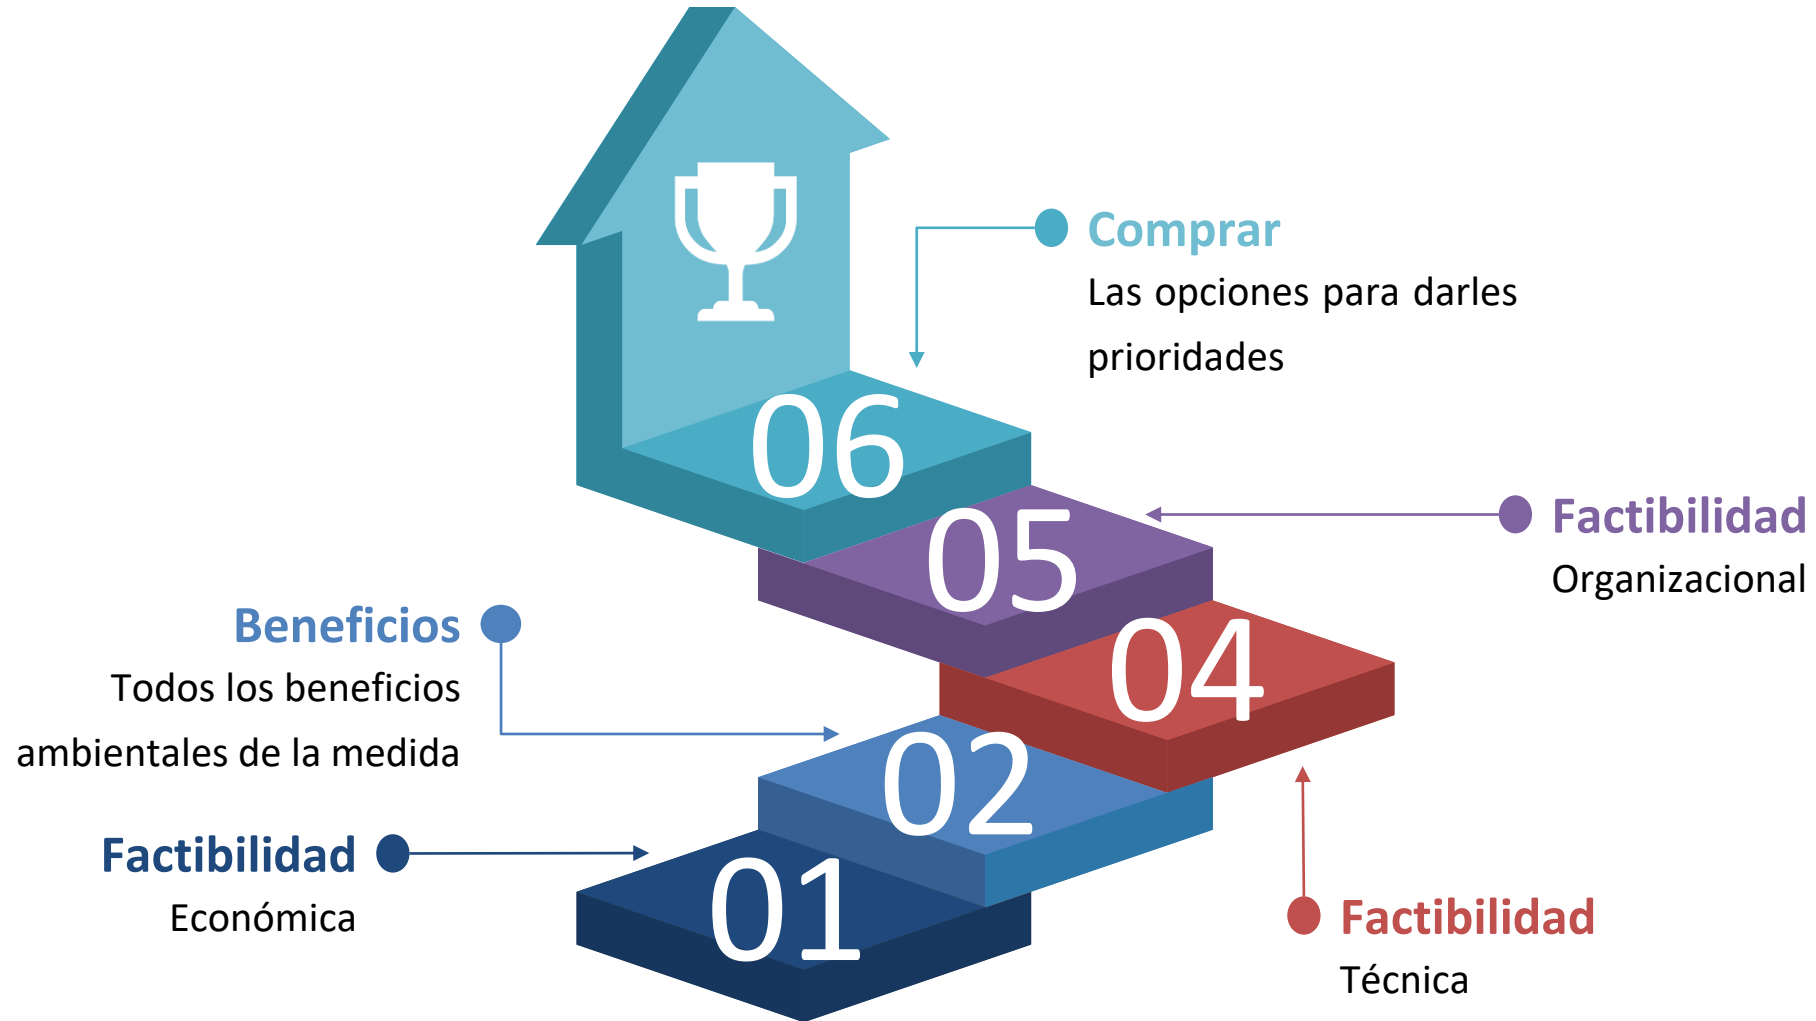 Comprar
Las opciones para darles
prioridades
06
Factibilidad
Organizacional
05
Beneficios
Todos los beneficios
ambientales de la medida
04
02
Factibilidad
Económica
01
Factibilidad
Técnica